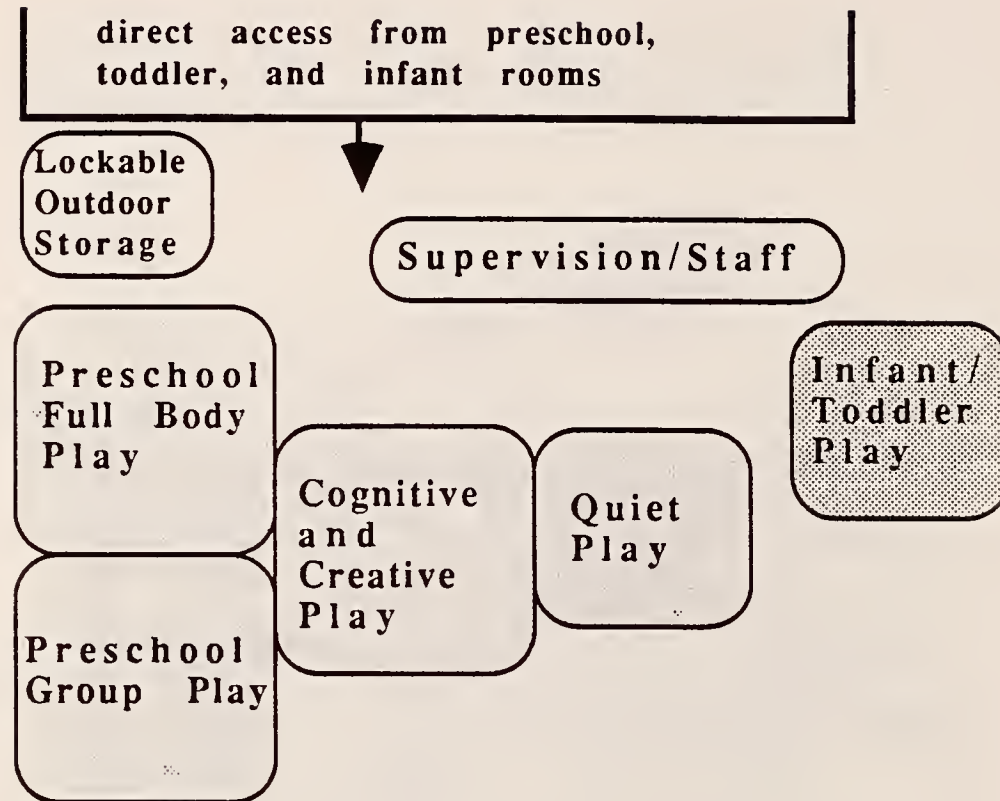 direct access from preschool,
toddler, and infant rooms
Lockable
Outdoor
Storage
Supervision/Staff
Preschool
Full Body
Play
Infant/
Toddler
Play
Cognitive
and
Creative
Play
Quiet
Play
Preschool
Group Play